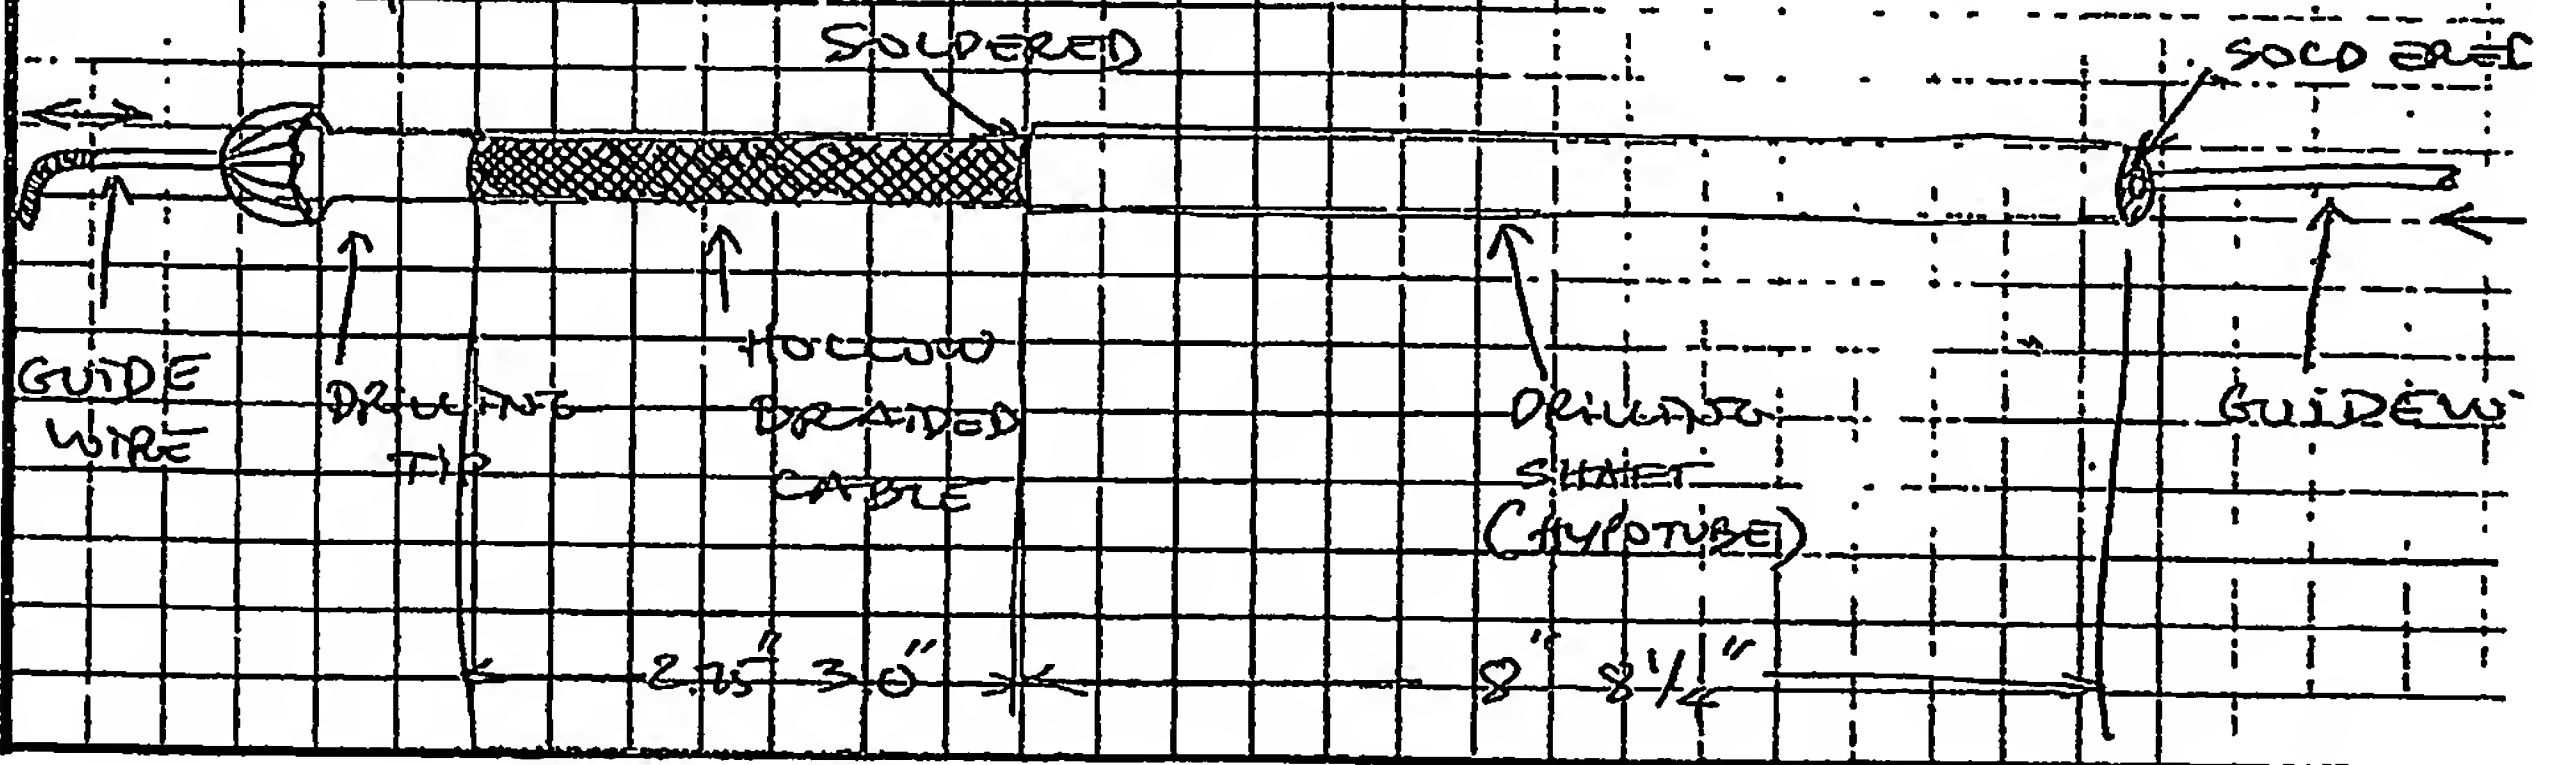 SOLDERED
SOLDERED
GUIDE
WIRE
DRILLING
TIP
HOLLOW
BRAIDED
CABLE
DRILLING
SHAFT
(HYPOTUBE)
GUIDEW
2.75" 3.0"
8" 8 1/4"